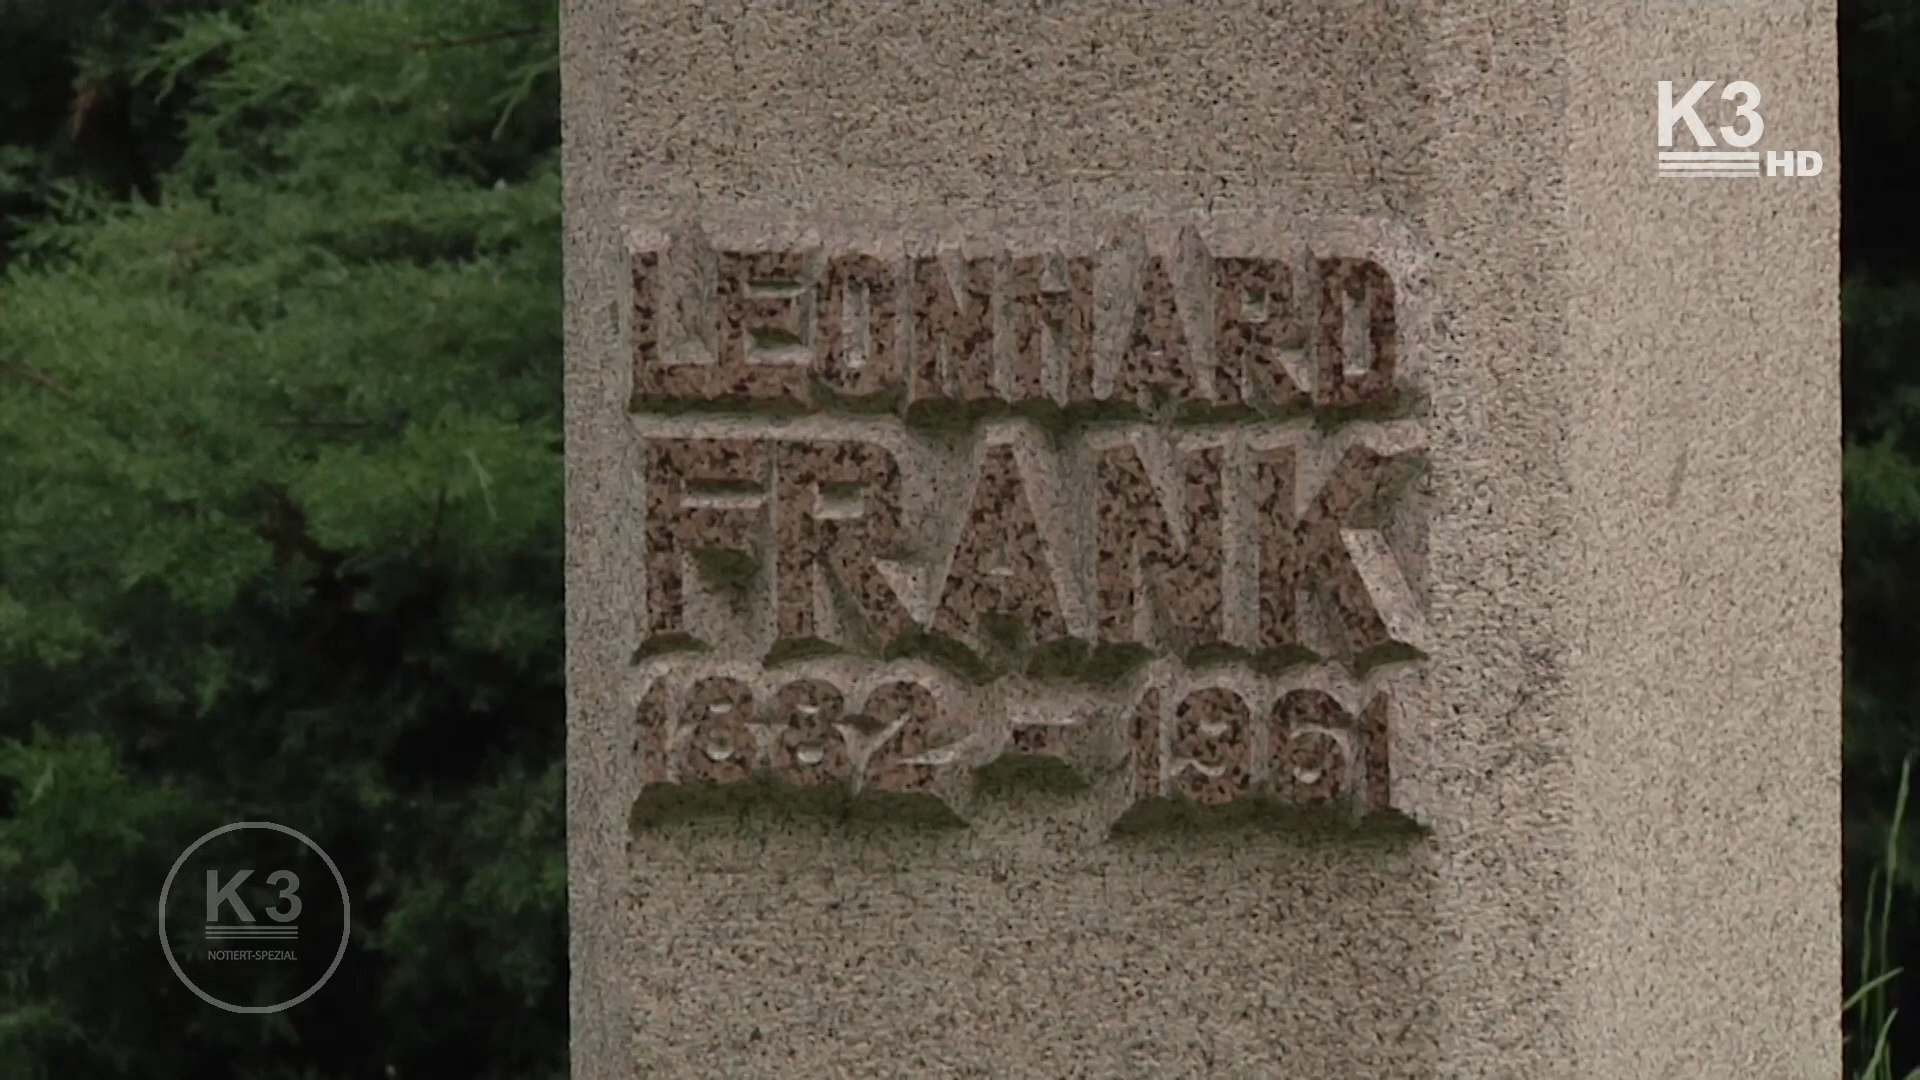 K3
HD
LEONHARD
FRANK
1882-1961
K3
NOTIERT-SPEZIAL